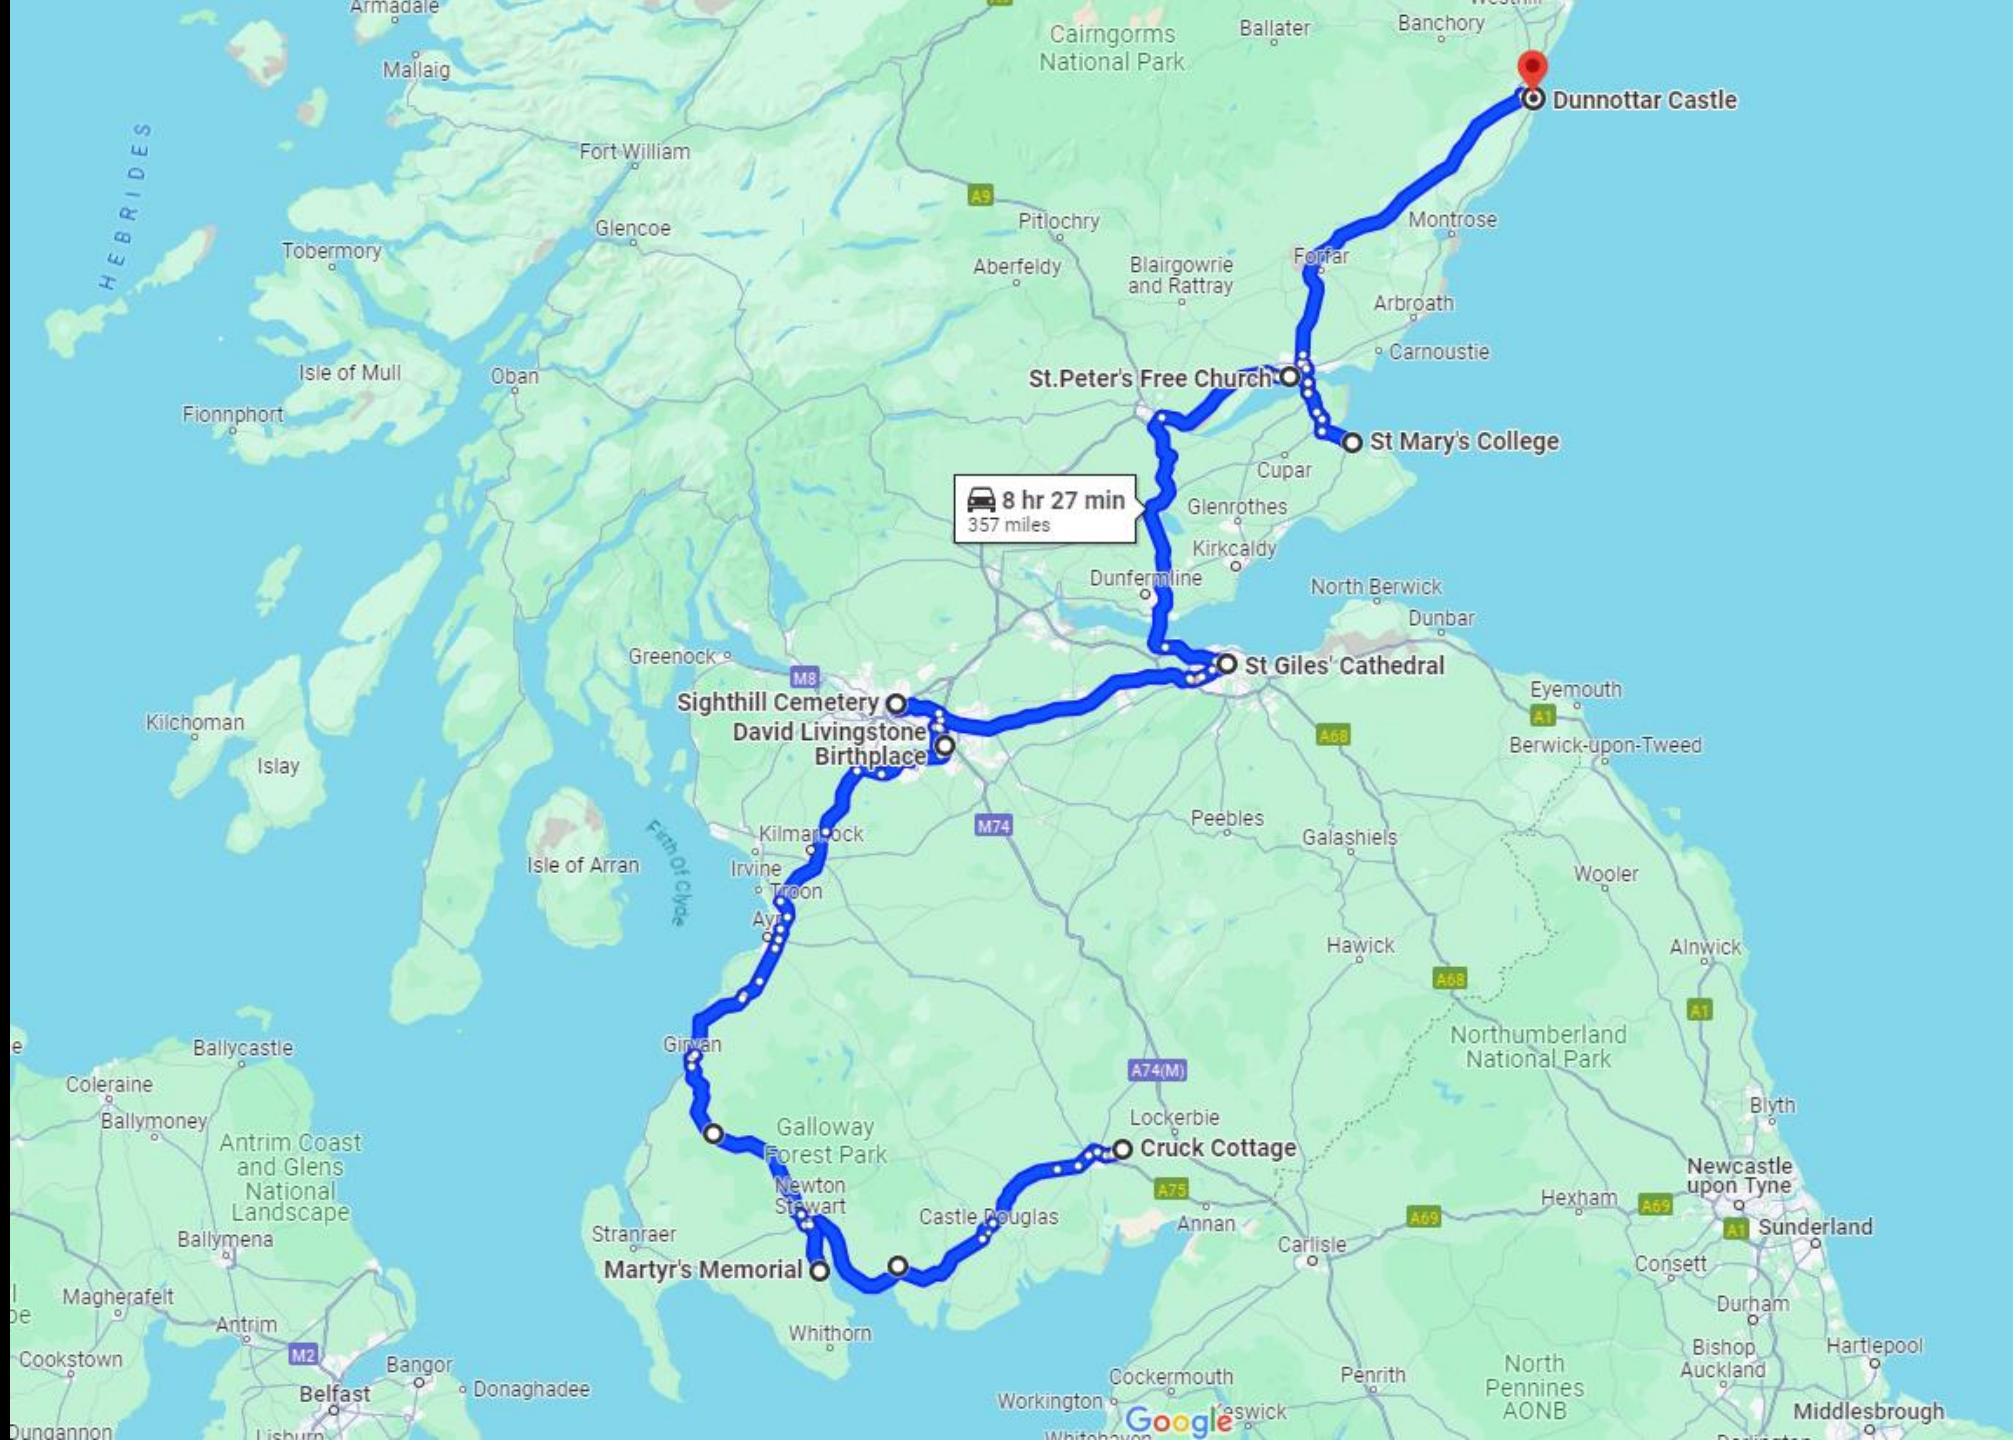 Armadale
Mallaig
Cairngorms
National Park
Ballater
Banchory
Dunnottar Castle
HEBRIDES
Fort William
A9
Pitlochry
Glencoe
Tobermory
Montrose
Forfar
Aberfeldy
Blairgowrie
and Rattray
Arbroath
Carnoustie
Isle of Mull
Oban
St.Peter's Free Church
Fionnphort
St Mary's College
Cupar
8 hr 27 min
357 miles
Glenrothes
Kirkcaldy
Dunfermline
North Berwick
Dunbar
Greenock
M8
St Giles' Cathedral
Sighthill Cemetery
Eyemouth
A1
Kilchoman
David Livingstone
Birthplace
A68
Berwick-upon-Tweed
Islay
Peebles
M74
Kilmarnock
Galashiels
Firth Of Clyde
Isle of Arran
Irvine
Troon
Wooler
Ayr
Hawick
Alnwick
A68
A1
Girvan
Northumberland
National Park
Ballycastle
Coleraine
A74(M)
Ballymoney
Lockerbie
Blyth
Antrim Coast
and Glens
National
Landscape
Galloway
Forest Park
Cruck Cottage
Newcastle
upon Tyne
Newton
Stewart
A75
Hexham
A69
Castle Douglas
A69
Annan
Stranraer
A1
Sunderland
Ballymena
Carlisle
Martyr's Memorial
Consett
Magherafelt
Durham
Antrim
Whithorn
M2
Bishop
Auckland
Hartlepool
Cookstown
Bangor
Donaghadee
Belfast
Cockermouth
Penrith
North
Pennines
AONB
Workington
Google
Middlesbrough